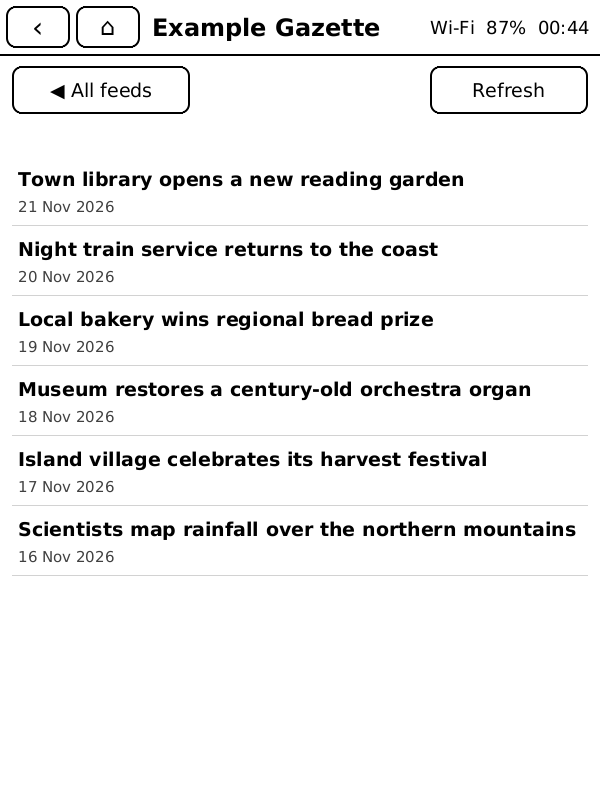 ‹ ⌂ Example Gazette Wi-Fi 87% 00:44
◀ All feeds Refresh
Town library opens a new reading garden
21 Nov 2026
Night train service returns to the coast
20 Nov 2026
Local bakery wins regional bread prize
19 Nov 2026
Museum restores a century-old orchestra organ
18 Nov 2026
Island village celebrates its harvest festival
17 Nov 2026
Scientists map rainfall over the northern mountains
16 Nov 2026